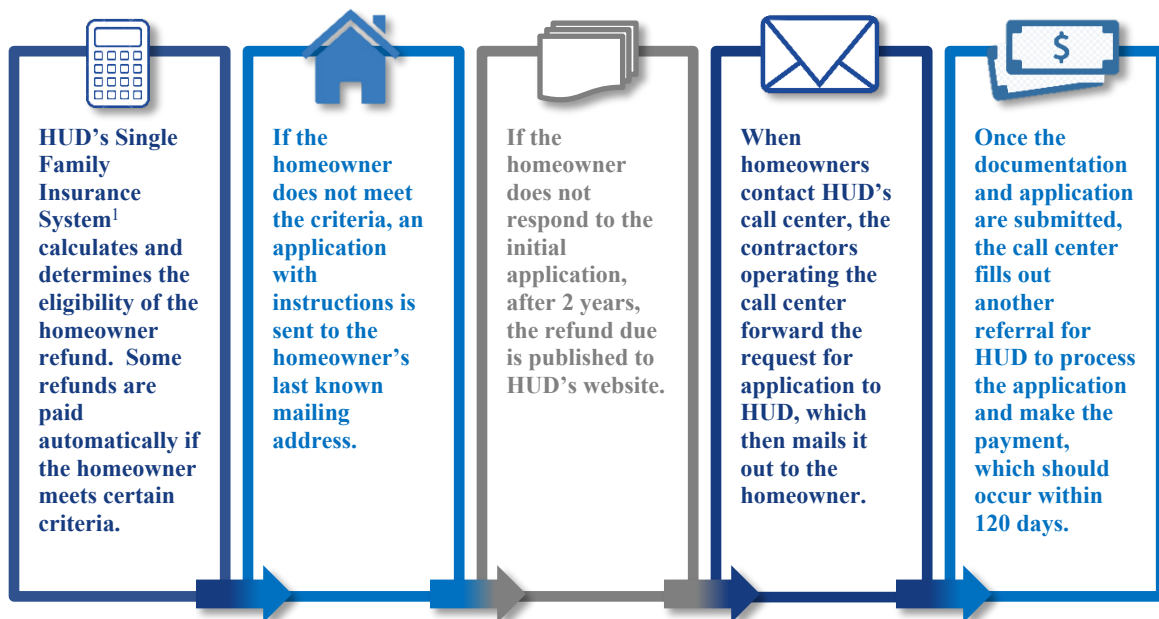 HUD's Single
Family
Insurance
System1
calculates and
determines the
eligibility of the
homeowner
refund.  Some
refunds are
paid
automatically if
the homeowner
meets certain
criteria.
If the
homeowner
does not meet
the criteria, an
application
with
instructions is
sent to the
homeowner's
last known
mailing
address.
If the
homeowner
does not
respond to the
initial
application,
after 2 years,
the refund due
is published to
HUD's website.
When
homeowners
contact HUD's
call center, the
contractors
operating the
call center
forward the
request for
application to
HUD, which
then mails it
out to the
homeowner.
$
Once the
documentation
and application
are submitted,
the call center
fills out
another
referral for
HUD to process
the application
and make the
payment,
which should
occur within
120 days.